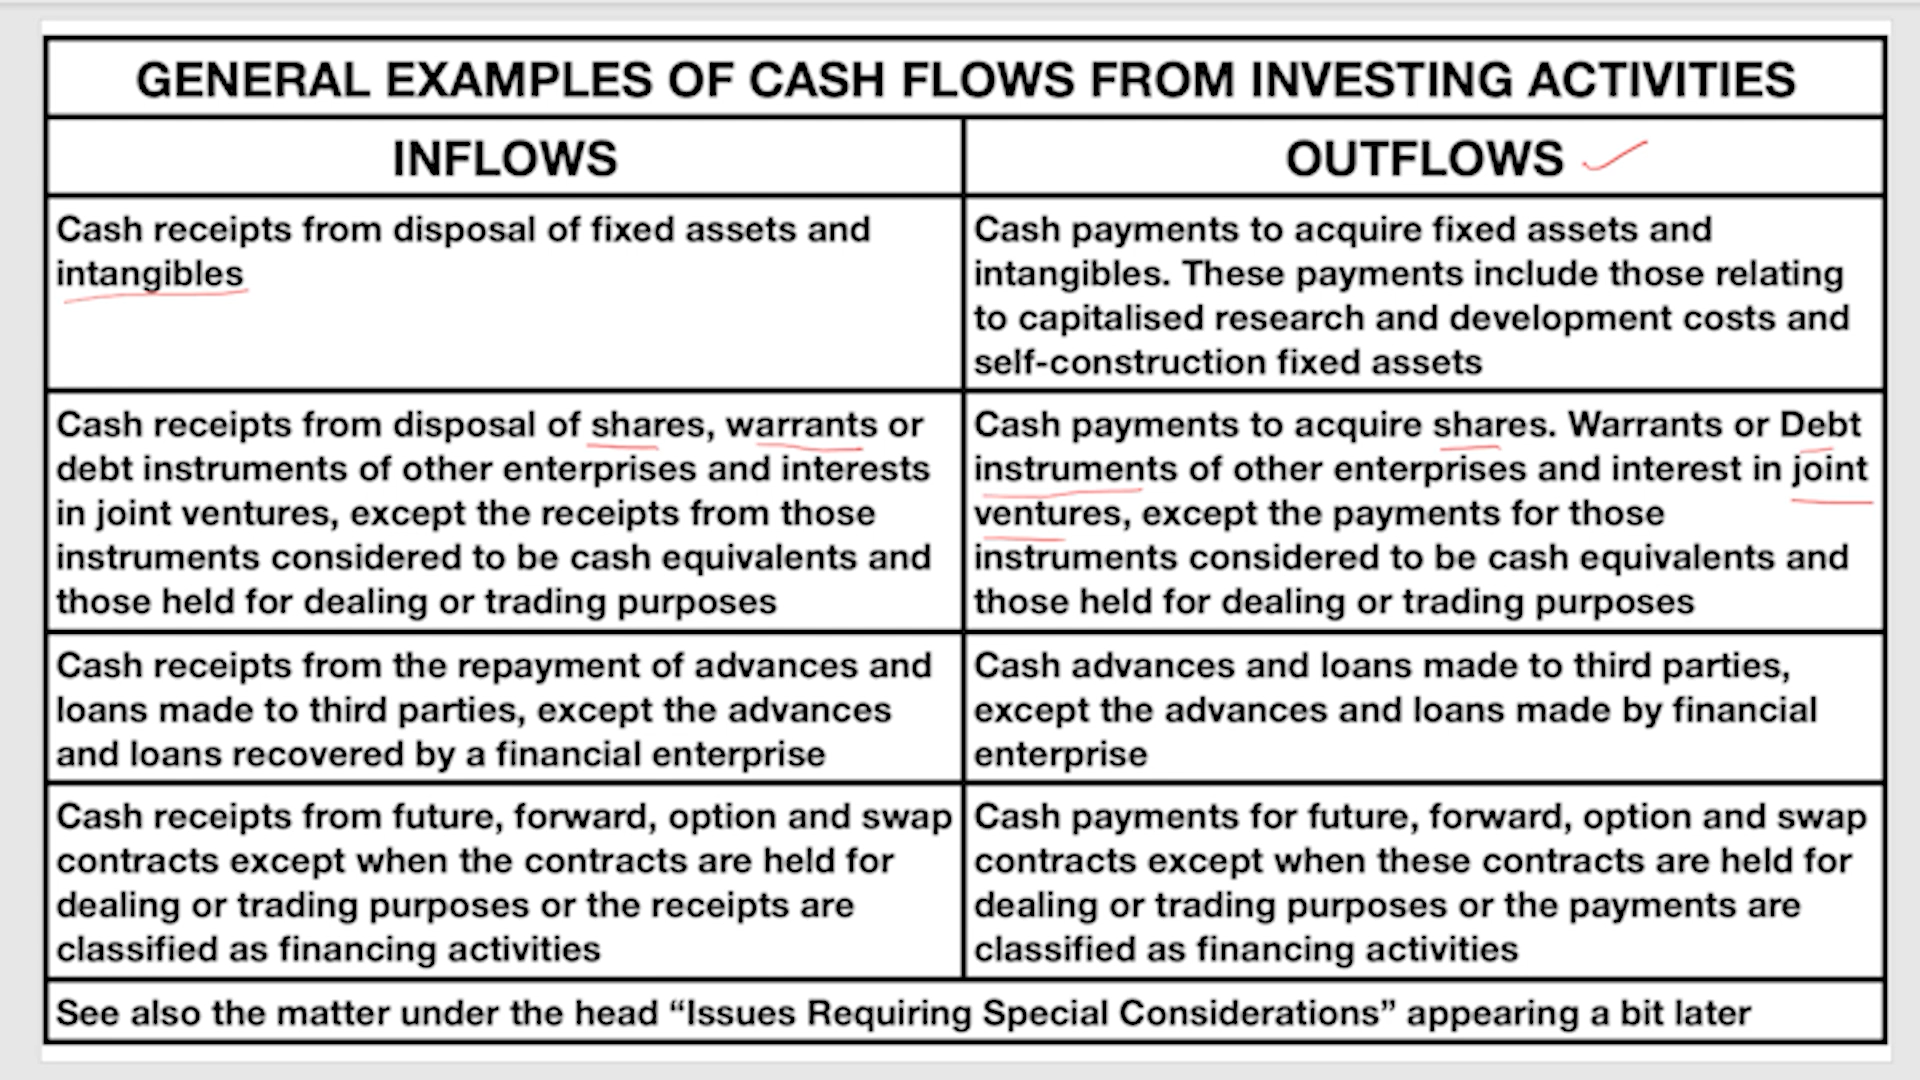 GENERAL EXAMPLES OF CASH FLOWS FROM INVESTING ACTIVITIES
INFLOWS
OUTFLOWS
Cash receipts from disposal of fixed assets and
intangibles
Cash payments to acquire fixed assets and
intangibles. These payments include those relating
to capitalised research and development costs and
self-construction fixed assets
Cash receipts from disposal of shares, warrants or
debt instruments of other enterprises and interests
in joint ventures, except the receipts from those
instruments considered to be cash equivalents and
those held for dealing or trading purposes
Cash payments to acquire shares. Warrants or Debt
instruments of other enterprises and interest in joint
ventures, except the payments for those
instruments considered to be cash equivalents and
those held for dealing or trading purposes
Cash receipts from the repayment of advances and
loans made to third parties, except the advances
and loans recovered by a financial enterprise
Cash advances and loans made to third parties,
except the advances and loans made by financial
enterprise
Cash receipts from future, forward, option and swap
contracts except when the contracts are held for
dealing or trading purposes or the receipts are
classified as financing activities
Cash payments for future, forward, option and swap
contracts except when these contracts are held for
dealing or trading purposes or the payments are
classified as financing activities
See also the matter under the head “Issues Requiring Special Considerations” appearing a bit later